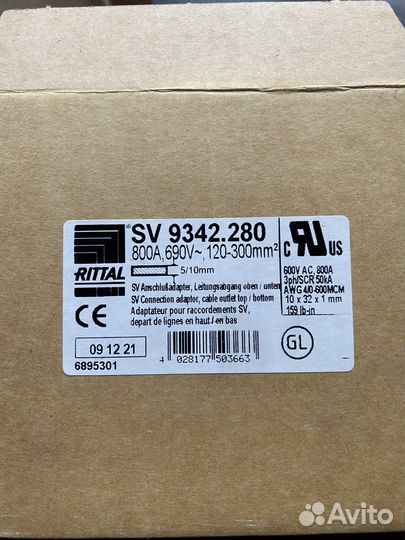 SV 9342.280
800A,690V~,120-300mm²
5/10mm
RITTAL
SV Anschlußadapter, Leitungsabgang oben / unten
SV Connection adaptor, cable outlet top / bottom
Adaptateur pour raccordements SV,
depart de lignes en haut / en bas
CE
C RU US
600V AC, 800A
3ph/SCR 50kA
AWG 4/0-600MCM
10 x 32 x 1 mm
159 lb-in
09 12 21
6895301
4 028177 503663
GL
Avito